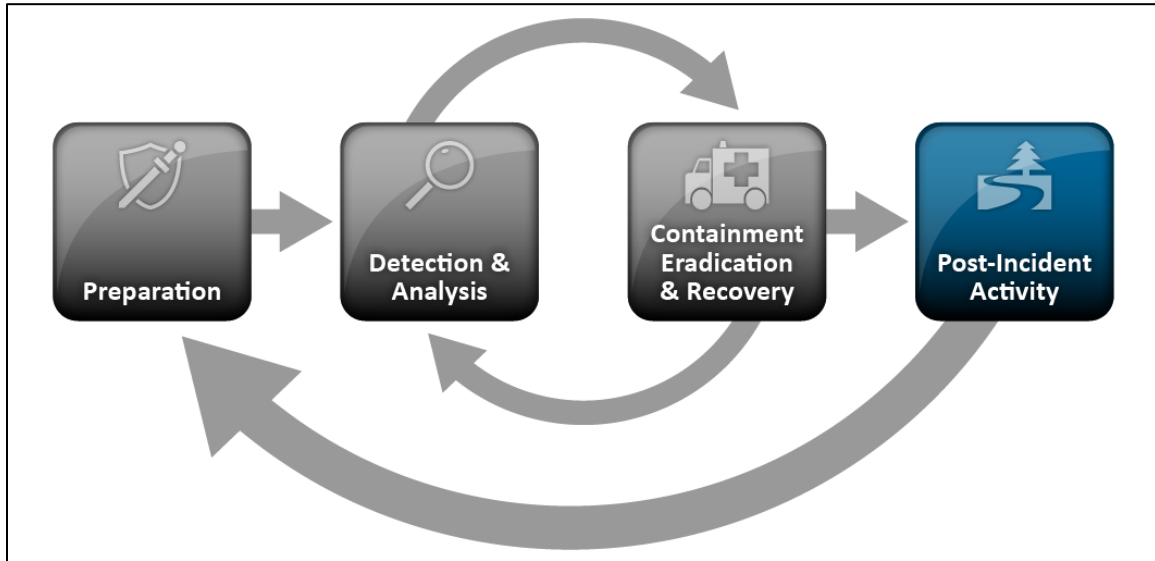 Preparation
Detection &
Analysis
Containment
Eradication
& Recovery
Post-Incident
Activity